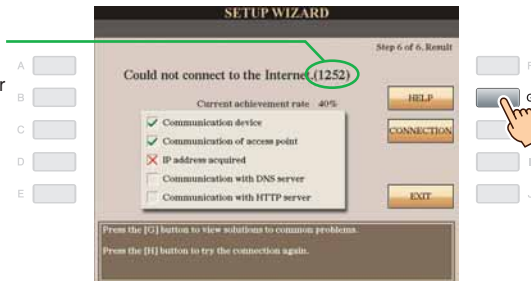 SETUP WIZARD
Step 6 of 6. Result
Could not connect to the Internet.(1252)
Current achievement rate 40%
Communication device
Communication of access point
IP address acquired
Communication with DNS server
Communication with HTTP server
HELP
CONNECTION
EXIT
Press the [G] button to view solutions to common problems.
Press the [H] button to try the connection again.
A
B
C
D
E
r
G